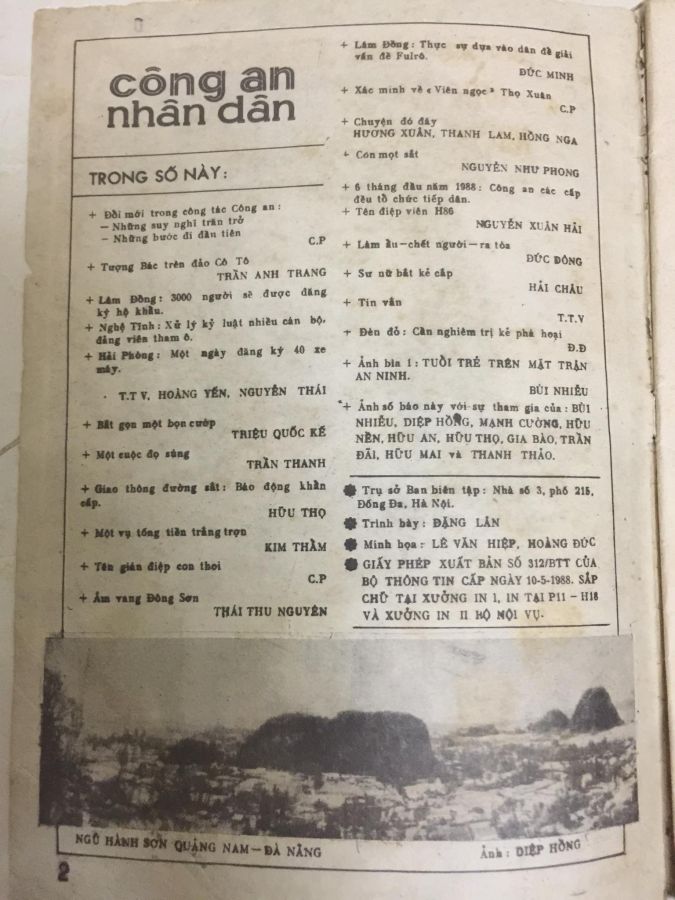 công an
nhân dân
TRONG SỐ NÀY:
+ Đổi mới trong công tác Công an:
— Những suy nghĩ trăn trở
— Những bước đi đầu tiên
C.P
+ Tượng Bác trên đảo Cô Tô
TRẦN ANH TRANG
+ Lâm Đồng: 3000 người sẽ được đăng
ký hộ khẩu.
+ Nghệ Tĩnh: Xử lý kỷ luật nhiều cán bộ,
đảng viên tham ô.
+ Hải Phòng: Một ngày đăng ký 40 xe
máy.
T.T V, HOÀNG YẾN, NGUYỄN THÁI
+ Bắt gọn một bọn cướp
TRIỆU QUỐC KẾ
+ Một cuộc đọ súng
TRẦN THANH
+ Giao thông đường sắt: Báo động khẩn
cấp.
HỮU THỌ
+ Một vụ tống tiền trắng trợn
KIM THẦM
+ Tên gián điệp con thoi
C.P
+ Âm vang Đông Sơn
THÁI THU NGUYÊN
+ Lâm Đồng: Thực sự dựa vào dân để giải
vấn đề Fulrô.
ĐỨC MINH
+ Xác minh về « Viên ngọc » Thọ Xuân
C.P
+ Chuyện đó đây
HƯƠNG XUÂN, THANH LAM, HỒNG NGA
+ Con mọt sắt
NGUYỄN NHƯ PHONG
+ 6 tháng đầu năm 1988: Công an các cấp
đều tổ chức tiếp dân.
+ Tên điệp viên H86
NGUYỄN XUÂN HẢI
+ Làm ẩu—chết người—ra tòa
ĐỨC ĐÔNG
+ Sư nữ bắt kẻ cắp
HẢI CHÂU
+ Tin vắn
T.T.V
+ Đèn đỏ: Cần nghiêm trị kẻ phá hoại
Đ.Đ
+ Ảnh bìa 1: TUỔI TRẺ TRÊN MẶT TRẬN
AN NINH.
BÙI NHIỄU
+ Ảnh số báo này với sự tham gia của: BÙI
NHIỄU, DIỆP HỒNG, MẠNH CƯỜNG, HỮU
NỀN, HỮU AN, HỮU THỌ, GIA BÀO, TRẦN
ĐÃI, HỮU MAI và THANH THẢO.
Trụ sở Ban biên tập: Nhà số 3, phố 215,
Đống Đa, Hà Nội.
Trình bày: ĐẶNG LÂN
Minh họa: LÊ VĂN HIỆP, HOÀNG ĐỨC
GIẤY PHÉP XUẤT BẢN SỐ 312/BTT CỦA
BỘ THÔNG TIN CẤP NGÀY 10-5-1988. SẮP
CHỮ TẠI XƯỞNG IN 1, IN TẠI P11 — H18
VÀ XƯỞNG IN II BỘ NỘI VỤ.
NGŨ HÀNH SƠN QUẢNG NAM—ĐÀ NẴNG
Ảnh: DIỆP HỒNG
2